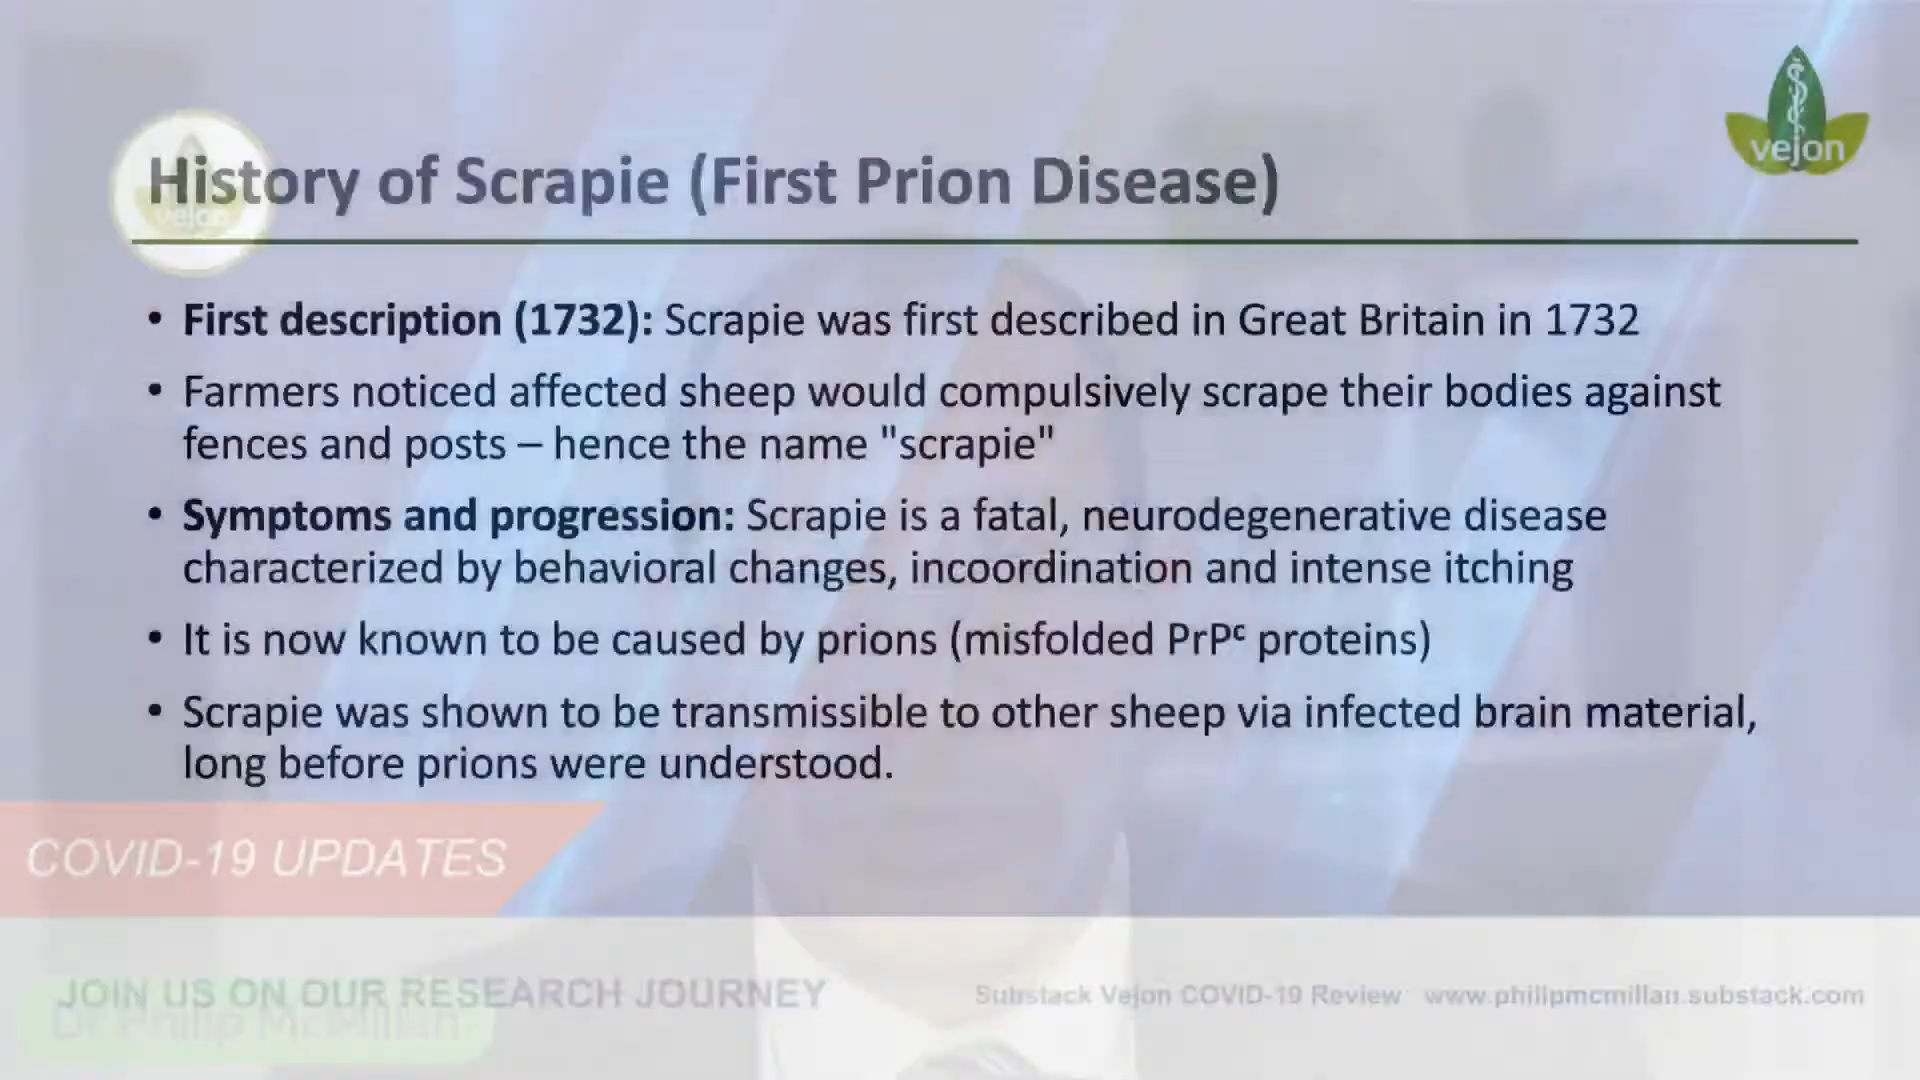 vejon
History of Scrapie (First Prion Disease)
vejon
• First description (1732): Scrapie was first described in Great Britain in 1732
• Farmers noticed affected sheep would compulsively scrape their bodies against
fences and posts – hence the name "scrapie"
• Symptoms and progression: Scrapie is a fatal, neurodegenerative disease
characterized by behavioral changes, incoordination and intense itching
• It is now known to be caused by prions (misfolded PrPᶜ proteins)
• Scrapie was shown to be transmissible to other sheep via infected brain material,
long before prions were understood.
COVID-19 UPDATES
JOIN US ON OUR RESEARCH JOURNEY
Substack Vejon COVID-19 Review www.philipmcmillan.substack.com
Dr Philip McMillan